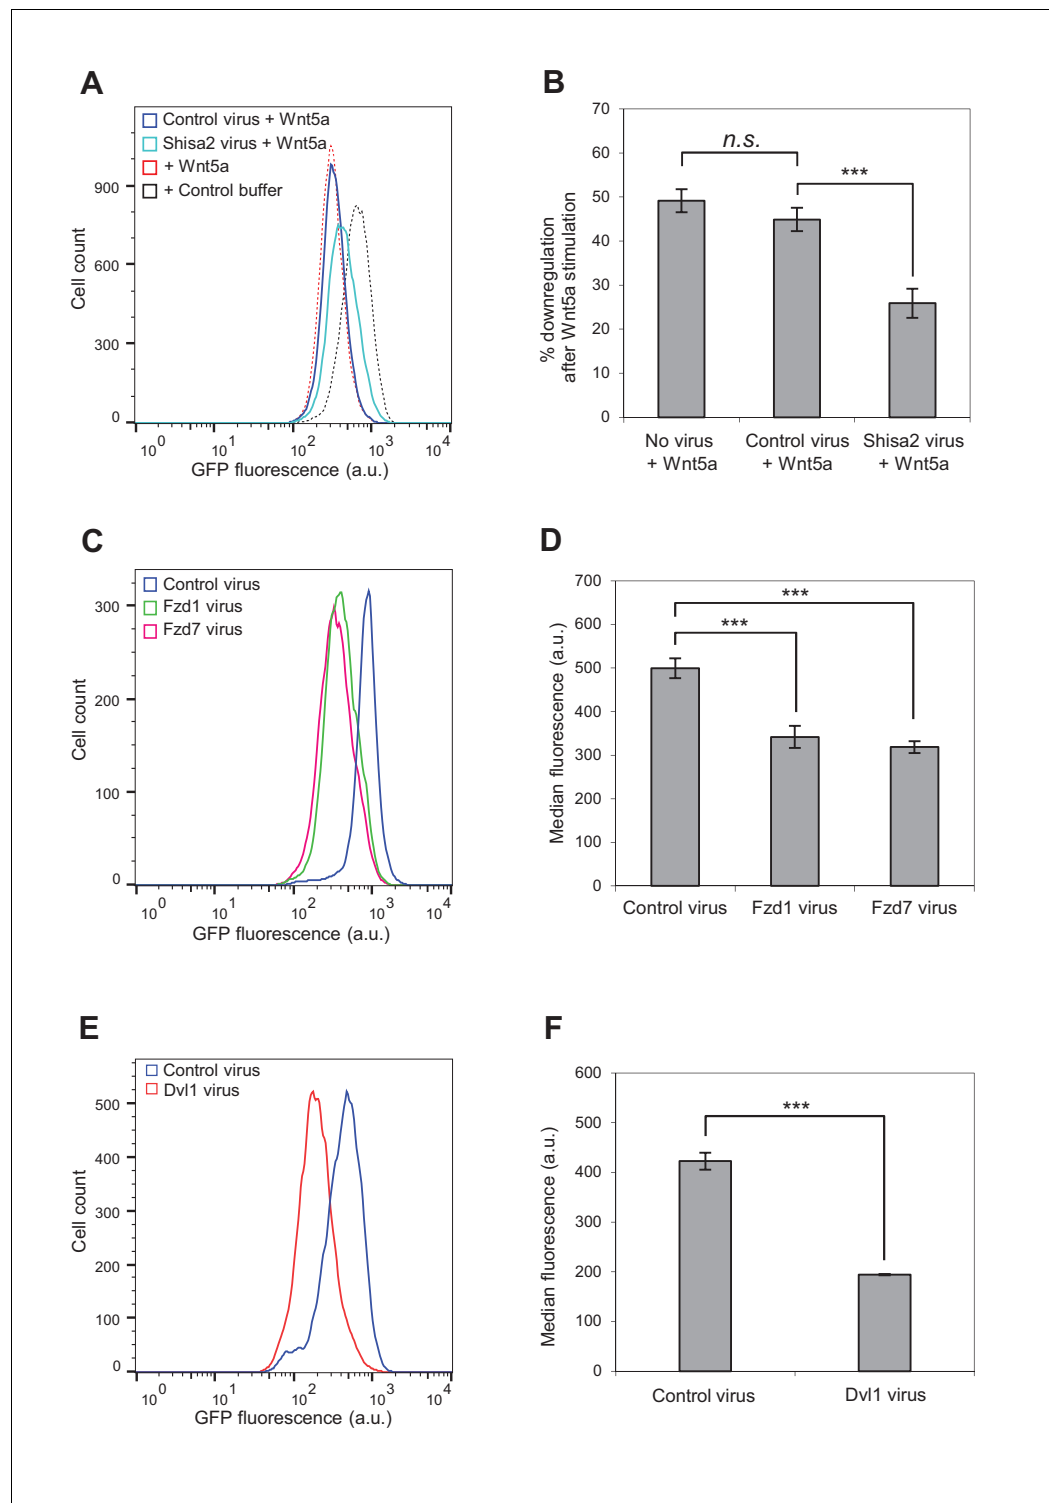 A
Control virus + Wnt5a
Shisa2 virus + Wnt5a
+ Wnt5a
+ Control buffer
Cell count
900
600
300
0
10^0 10^1 10^2 10^3 10^4
GFP fluorescence (a.u.)
B
% downregulation
after Wnt5a stimulation
70
60
50
40
30
20
10
0
n.s.
***
No virus + Wnt5a
Control virus + Wnt5a
Shisa2 virus + Wnt5a
C
Control virus
Fzd1 virus
Fzd7 virus
Cell count
300
200
100
0
10^0 10^1 10^2 10^3 10^4
GFP fluorescence (a.u.)
D
Median fluorescence (a.u.)
700
600
500
400
300
200
100
0
***
***
Control virus Fzd1 virus Fzd7 virus
E
Control virus
Dvl1 virus
Cell count
500
400
300
200
100
0
10^0 10^1 10^2 10^3 10^4
GFP fluorescence (a.u.)
F
Median fluorescence (a.u.)
600
500
400
300
200
100
0
***
Control virus Dvl1 virus